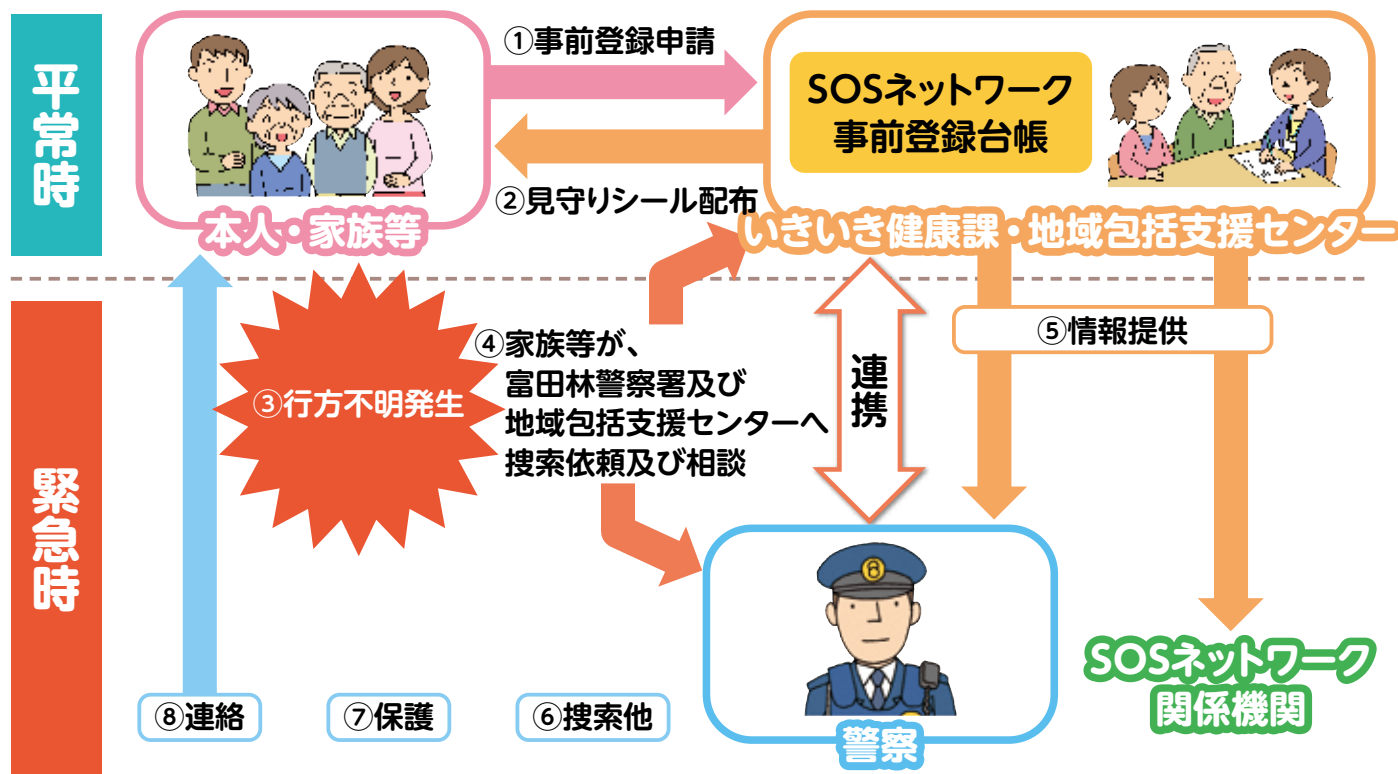 平常時
①事前登録申請
SOSネットワーク
事前登録台帳
②見守りシール配布
本人・家族等
いきいき健康課・地域包括支援センター
緊急時
③行方不明発生
④家族等が、
富田林警察署及び
地域包括支援センターへ
捜索依頼及び相談
連携
⑤情報提供
SOSネットワーク
関係機関
警察
⑥捜索他
⑦保護
⑧連絡